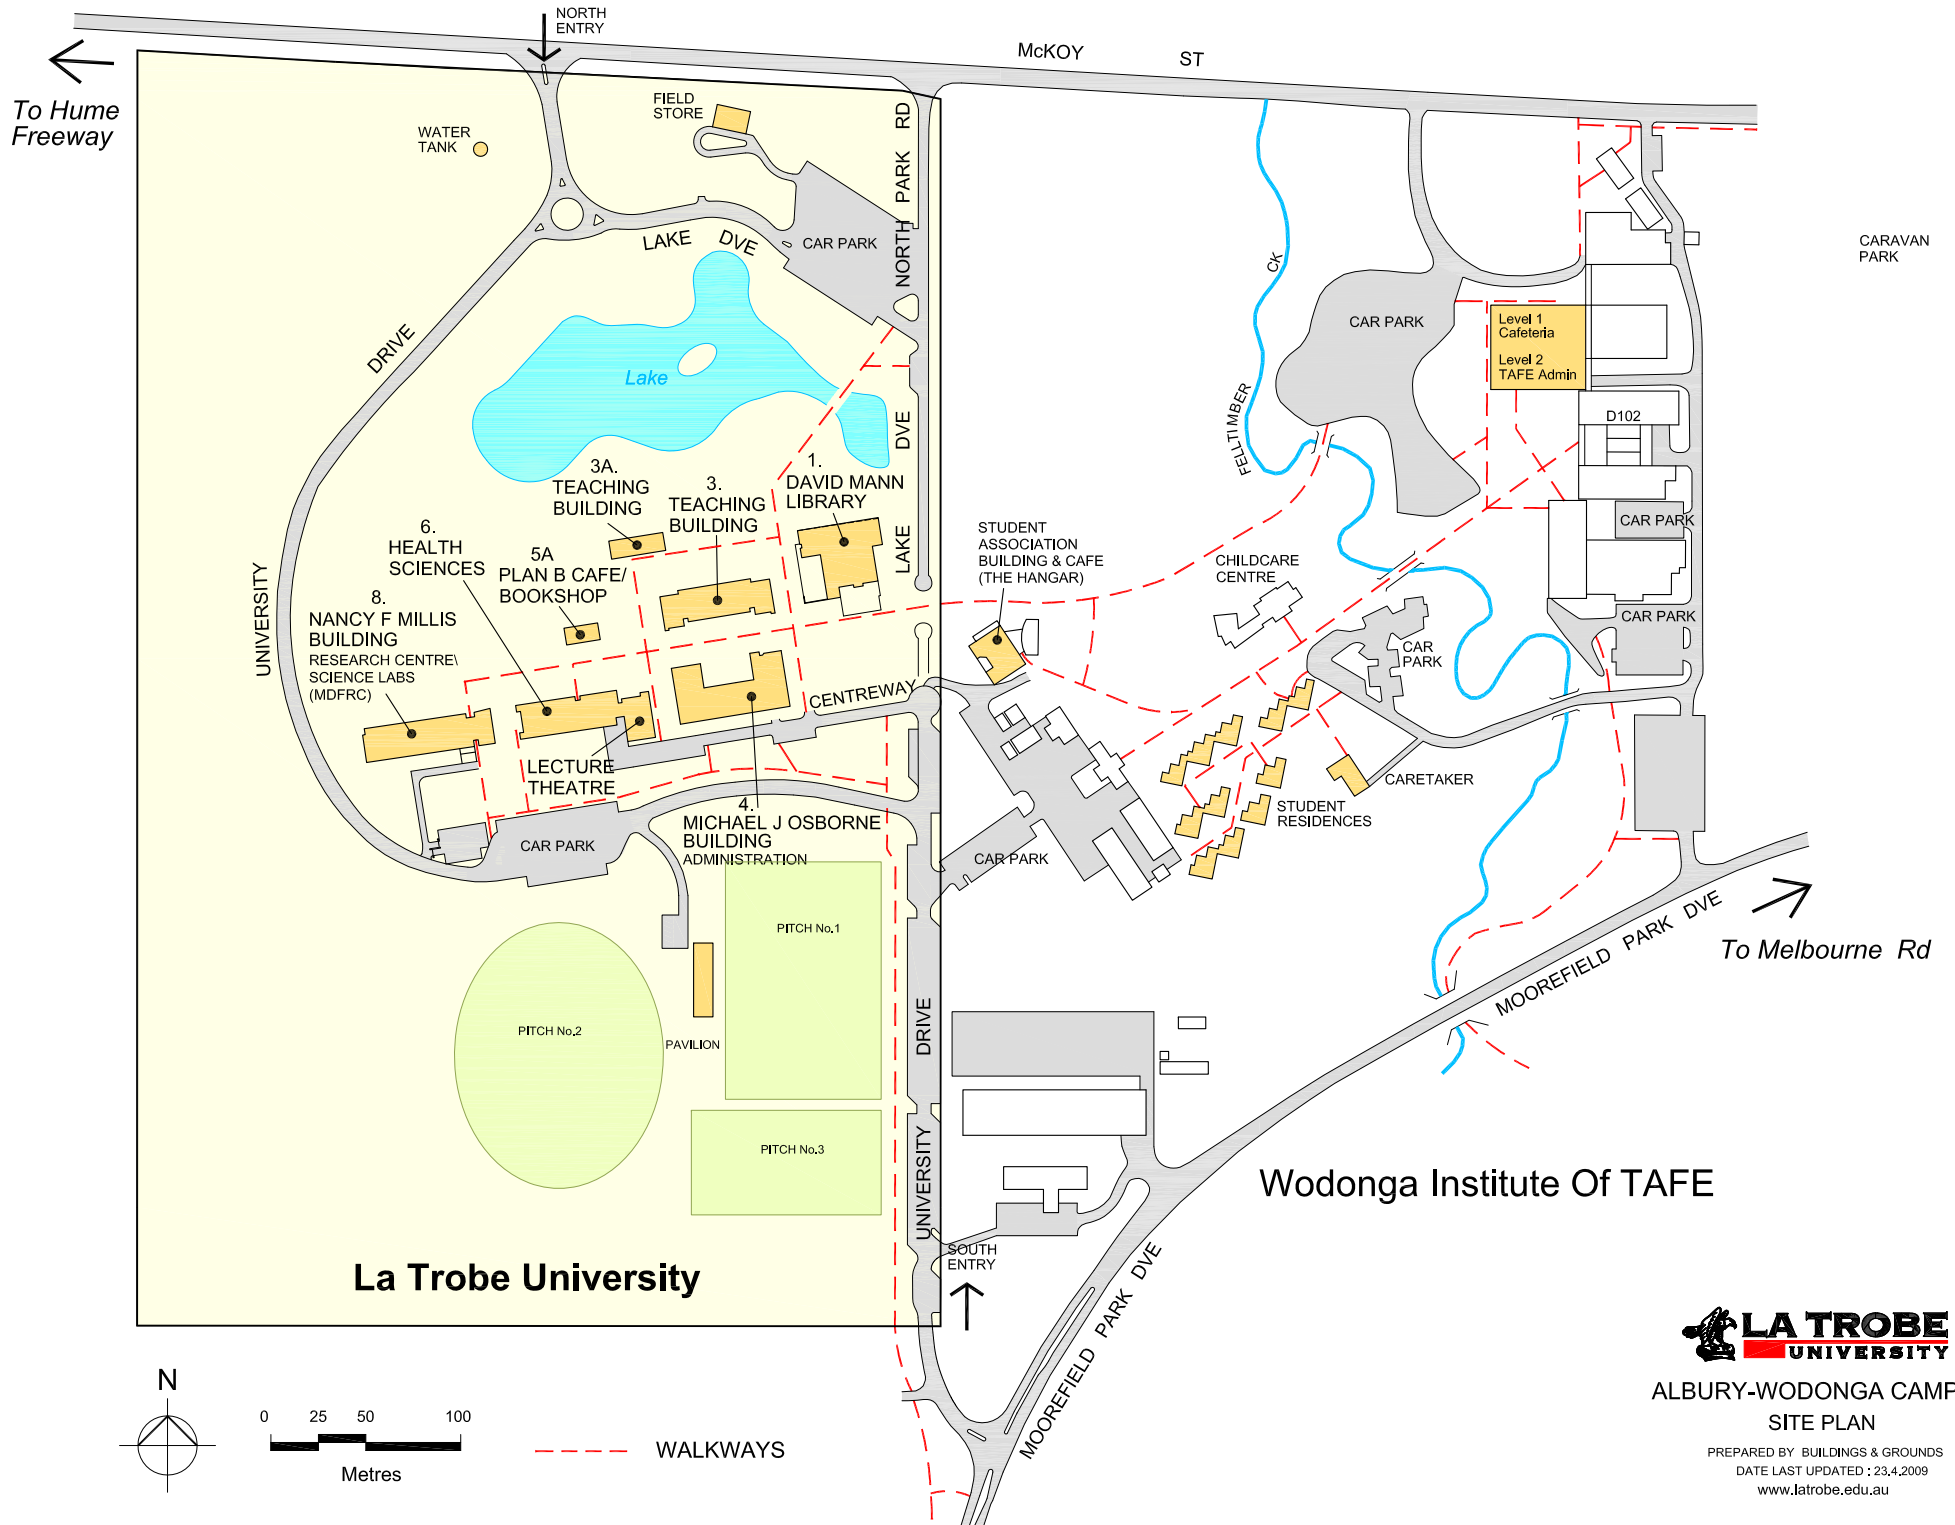 NORTH
ENTRY
McKOY ST
To Hume
Freeway
FIELD
STORE
WATER
TANK
NORTH PARK RD
LAKE DVE
CAR PARK
CARAVAN
PARK
CK
FELLTIMBER
CAR PARK
Level 1
Cafeteria
Level 2
TAFE Admin
D102
DRIVE
UNIVERSITY
Lake
LAKE DVE
1.
DAVID MANN
LIBRARY
3A.
TEACHING
BUILDING
3.
TEACHING
BUILDING
6.
HEALTH
SCIENCES
5A
PLAN B CAFE/
BOOKSHOP
8.
NANCY F MILLIS
BUILDING
RESEARCH CENTRE\
SCIENCE LABS
(MDFRC)
STUDENT
ASSOCIATION
BUILDING & CAFE
(THE HANGAR)
CHILDCARE
CENTRE
CAR PARK
CAR PARK
CAR
PARK
CENTREWAY
LECTURE
THEATRE
4.
MICHAEL J OSBORNE
BUILDING
ADMINISTRATION
CAR PARK
CAR PARK
CARETAKER
STUDENT
RESIDENCES
PITCH No.1
PITCH No.2
PAVILION
PITCH No.3
UNIVERSITY DRIVE
MOOREFIELD PARK DVE
To Melbourne Rd
Wodonga Institute Of TAFE
La Trobe University
SOUTH
ENTRY
MOOREFIELD PARK DVE
N
0 25 50 100
Metres
WALKWAYS
LA TROBE
UNIVERSITY
ALBURY-WODONGA CAMP
SITE PLAN
PREPARED BY BUILDINGS & GROUNDS
DATE LAST UPDATED : 23.4.2009
www.latrobe.edu.au